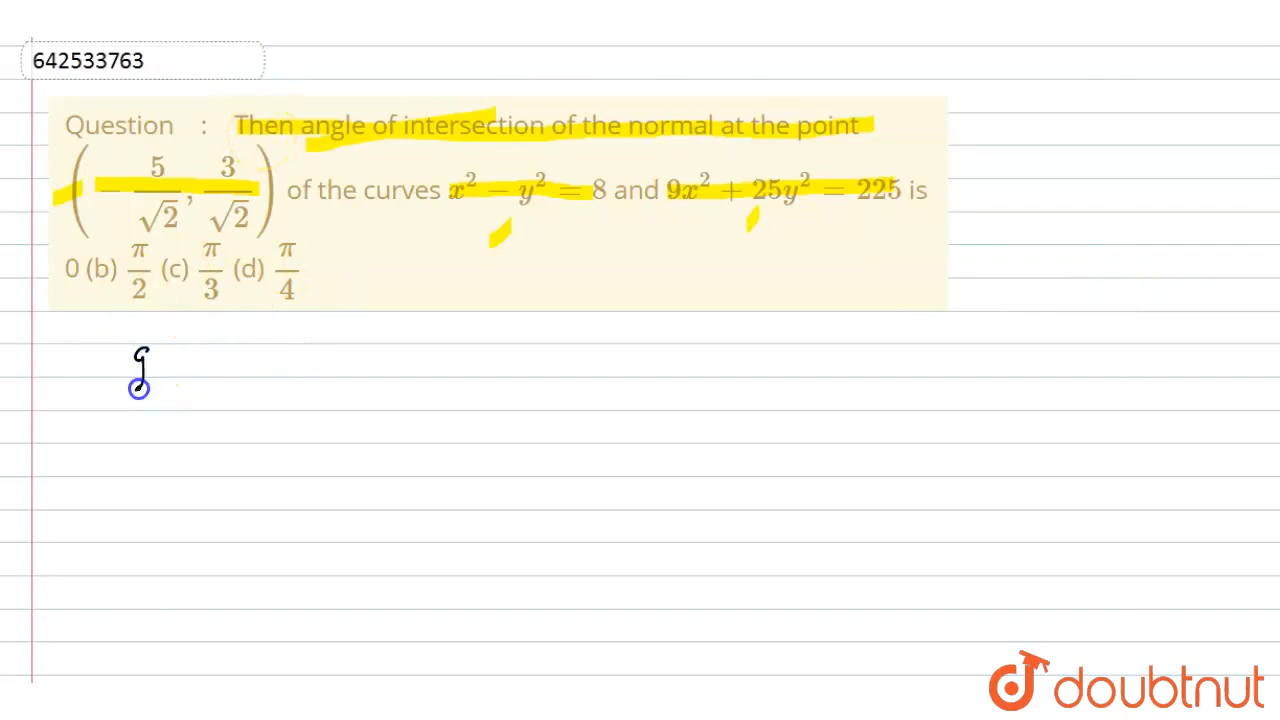 642533763
Question : Then angle of intersection of the normal at the point
(− 5/√2, 3/√2) of the curves x² − y² = 8 and 9x² + 25y² = 225 is
0 (b) π/2 (c) π/3 (d) π/4
g
doubtnut